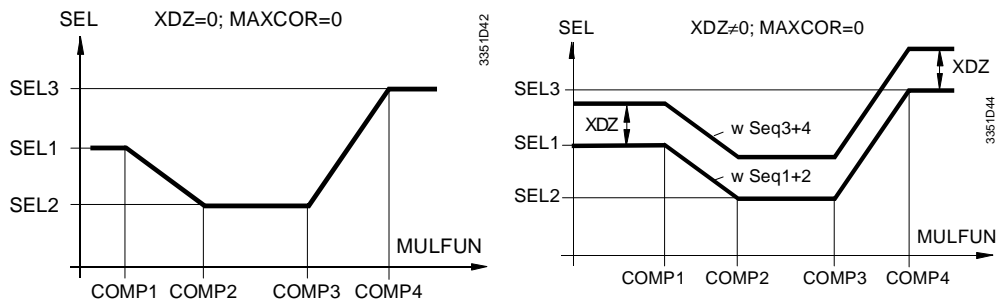 SEL XDZ=0; MAXCOR=0
3351D42
SEL3
SEL1
SEL2
MULFUN
COMP1 COMP2 COMP3 COMP4
SEL XDZ≠0; MAXCOR=0
XDZ
SEL3
3351D44
XDZ
w Seq3+4
SEL1
w Seq1+2
SEL2
MULFUN
COMP1 COMP2 COMP3 COMP4